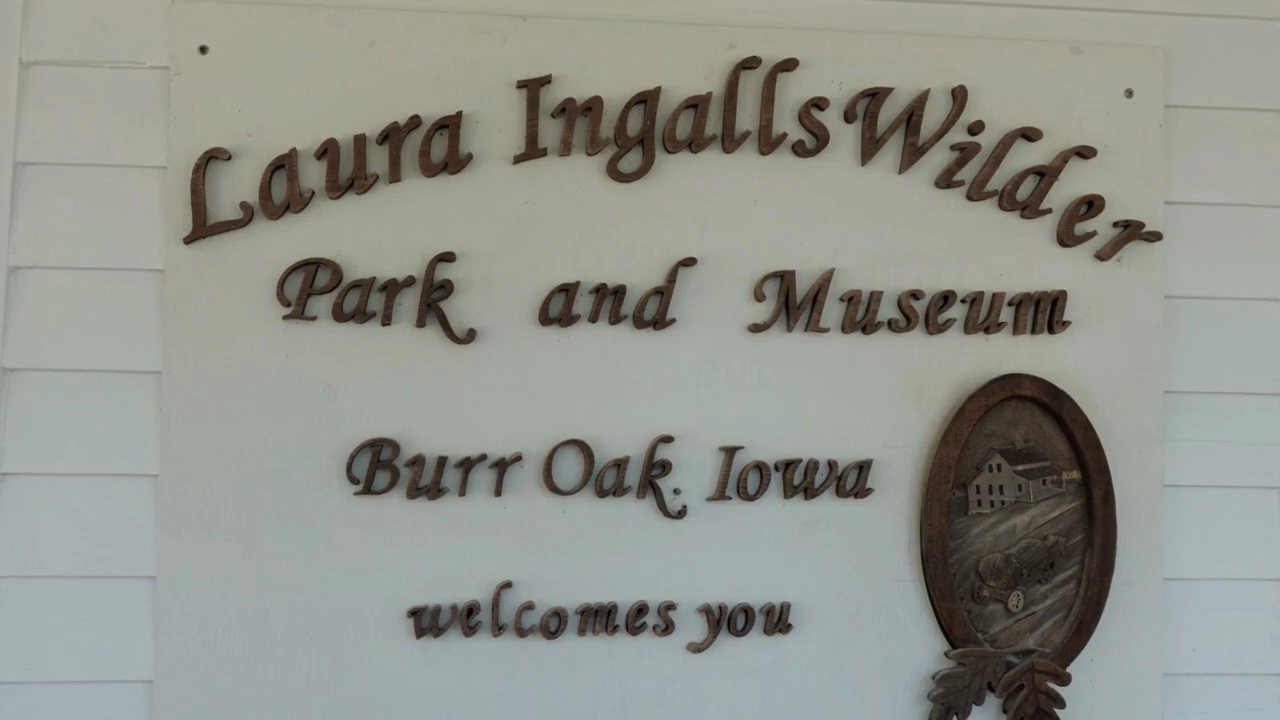 Laura Ingalls Wilder
Park and Museum
Burr Oak, Iowa
welcomes you